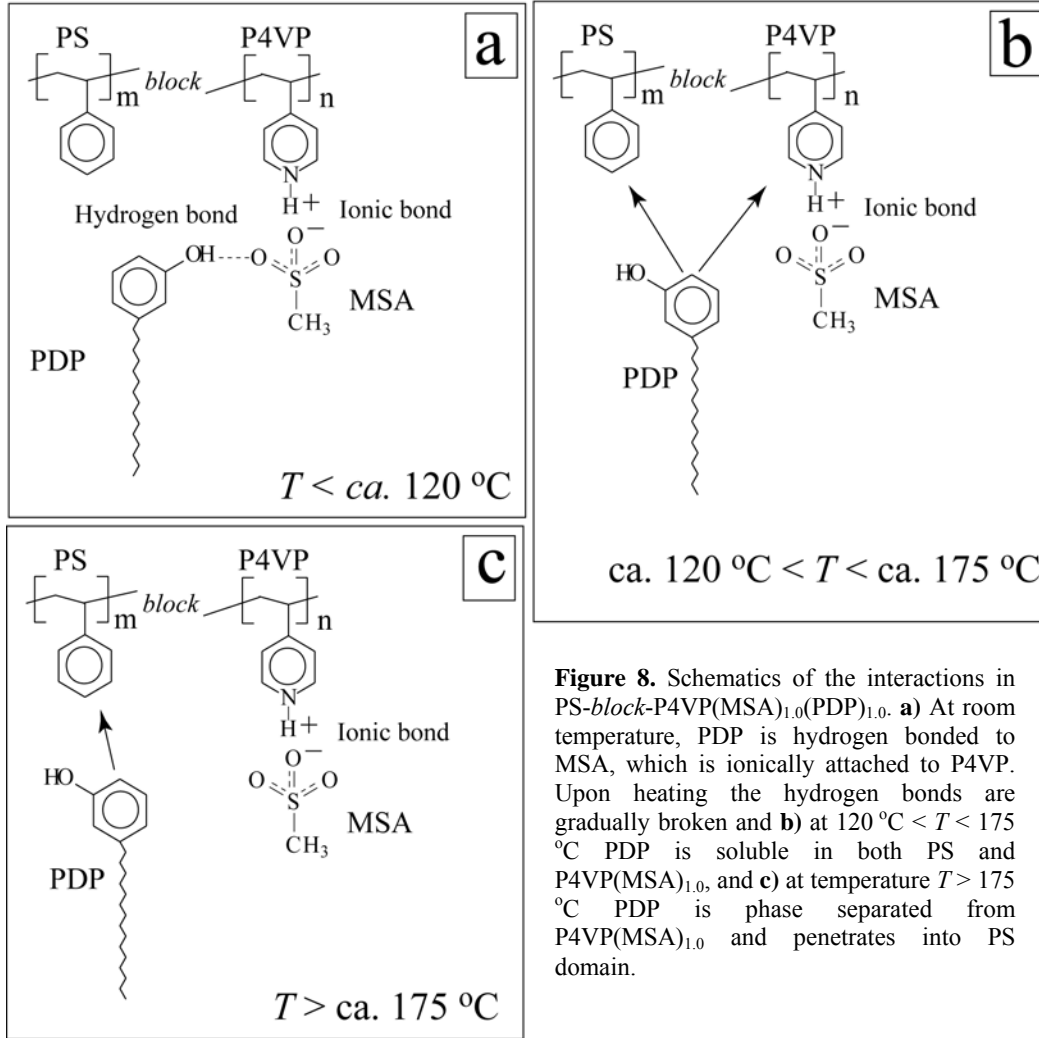 a
PS
P4VP
block
m
n
N
H+
Ionic bond
Hydrogen bond
OH
O
O−
O
S
CH3
MSA
PDP
T < ca. 120 °C
b
PS
P4VP
block
m
n
N
H+
Ionic bond
O−
O
O
S
CH3
MSA
HO
PDP
ca. 120 °C < T < ca. 175 °C
c
PS
P4VP
block
m
n
N
H+
Ionic bond
O−
O
O
S
CH3
MSA
HO
PDP
T > ca. 175 °C
Figure 8. Schematics of the interactions in
PS-block-P4VP(MSA)1.0(PDP)1.0. a) At room
temperature, PDP is hydrogen bonded to
MSA, which is ionically attached to P4VP.
Upon heating the hydrogen bonds are
gradually broken and b) at 120 °C < T < 175
°C PDP is soluble in both PS and
P4VP(MSA)1.0, and c) at temperature T > 175
°C PDP is phase separated from
P4VP(MSA)1.0 and penetrates into PS
domain.